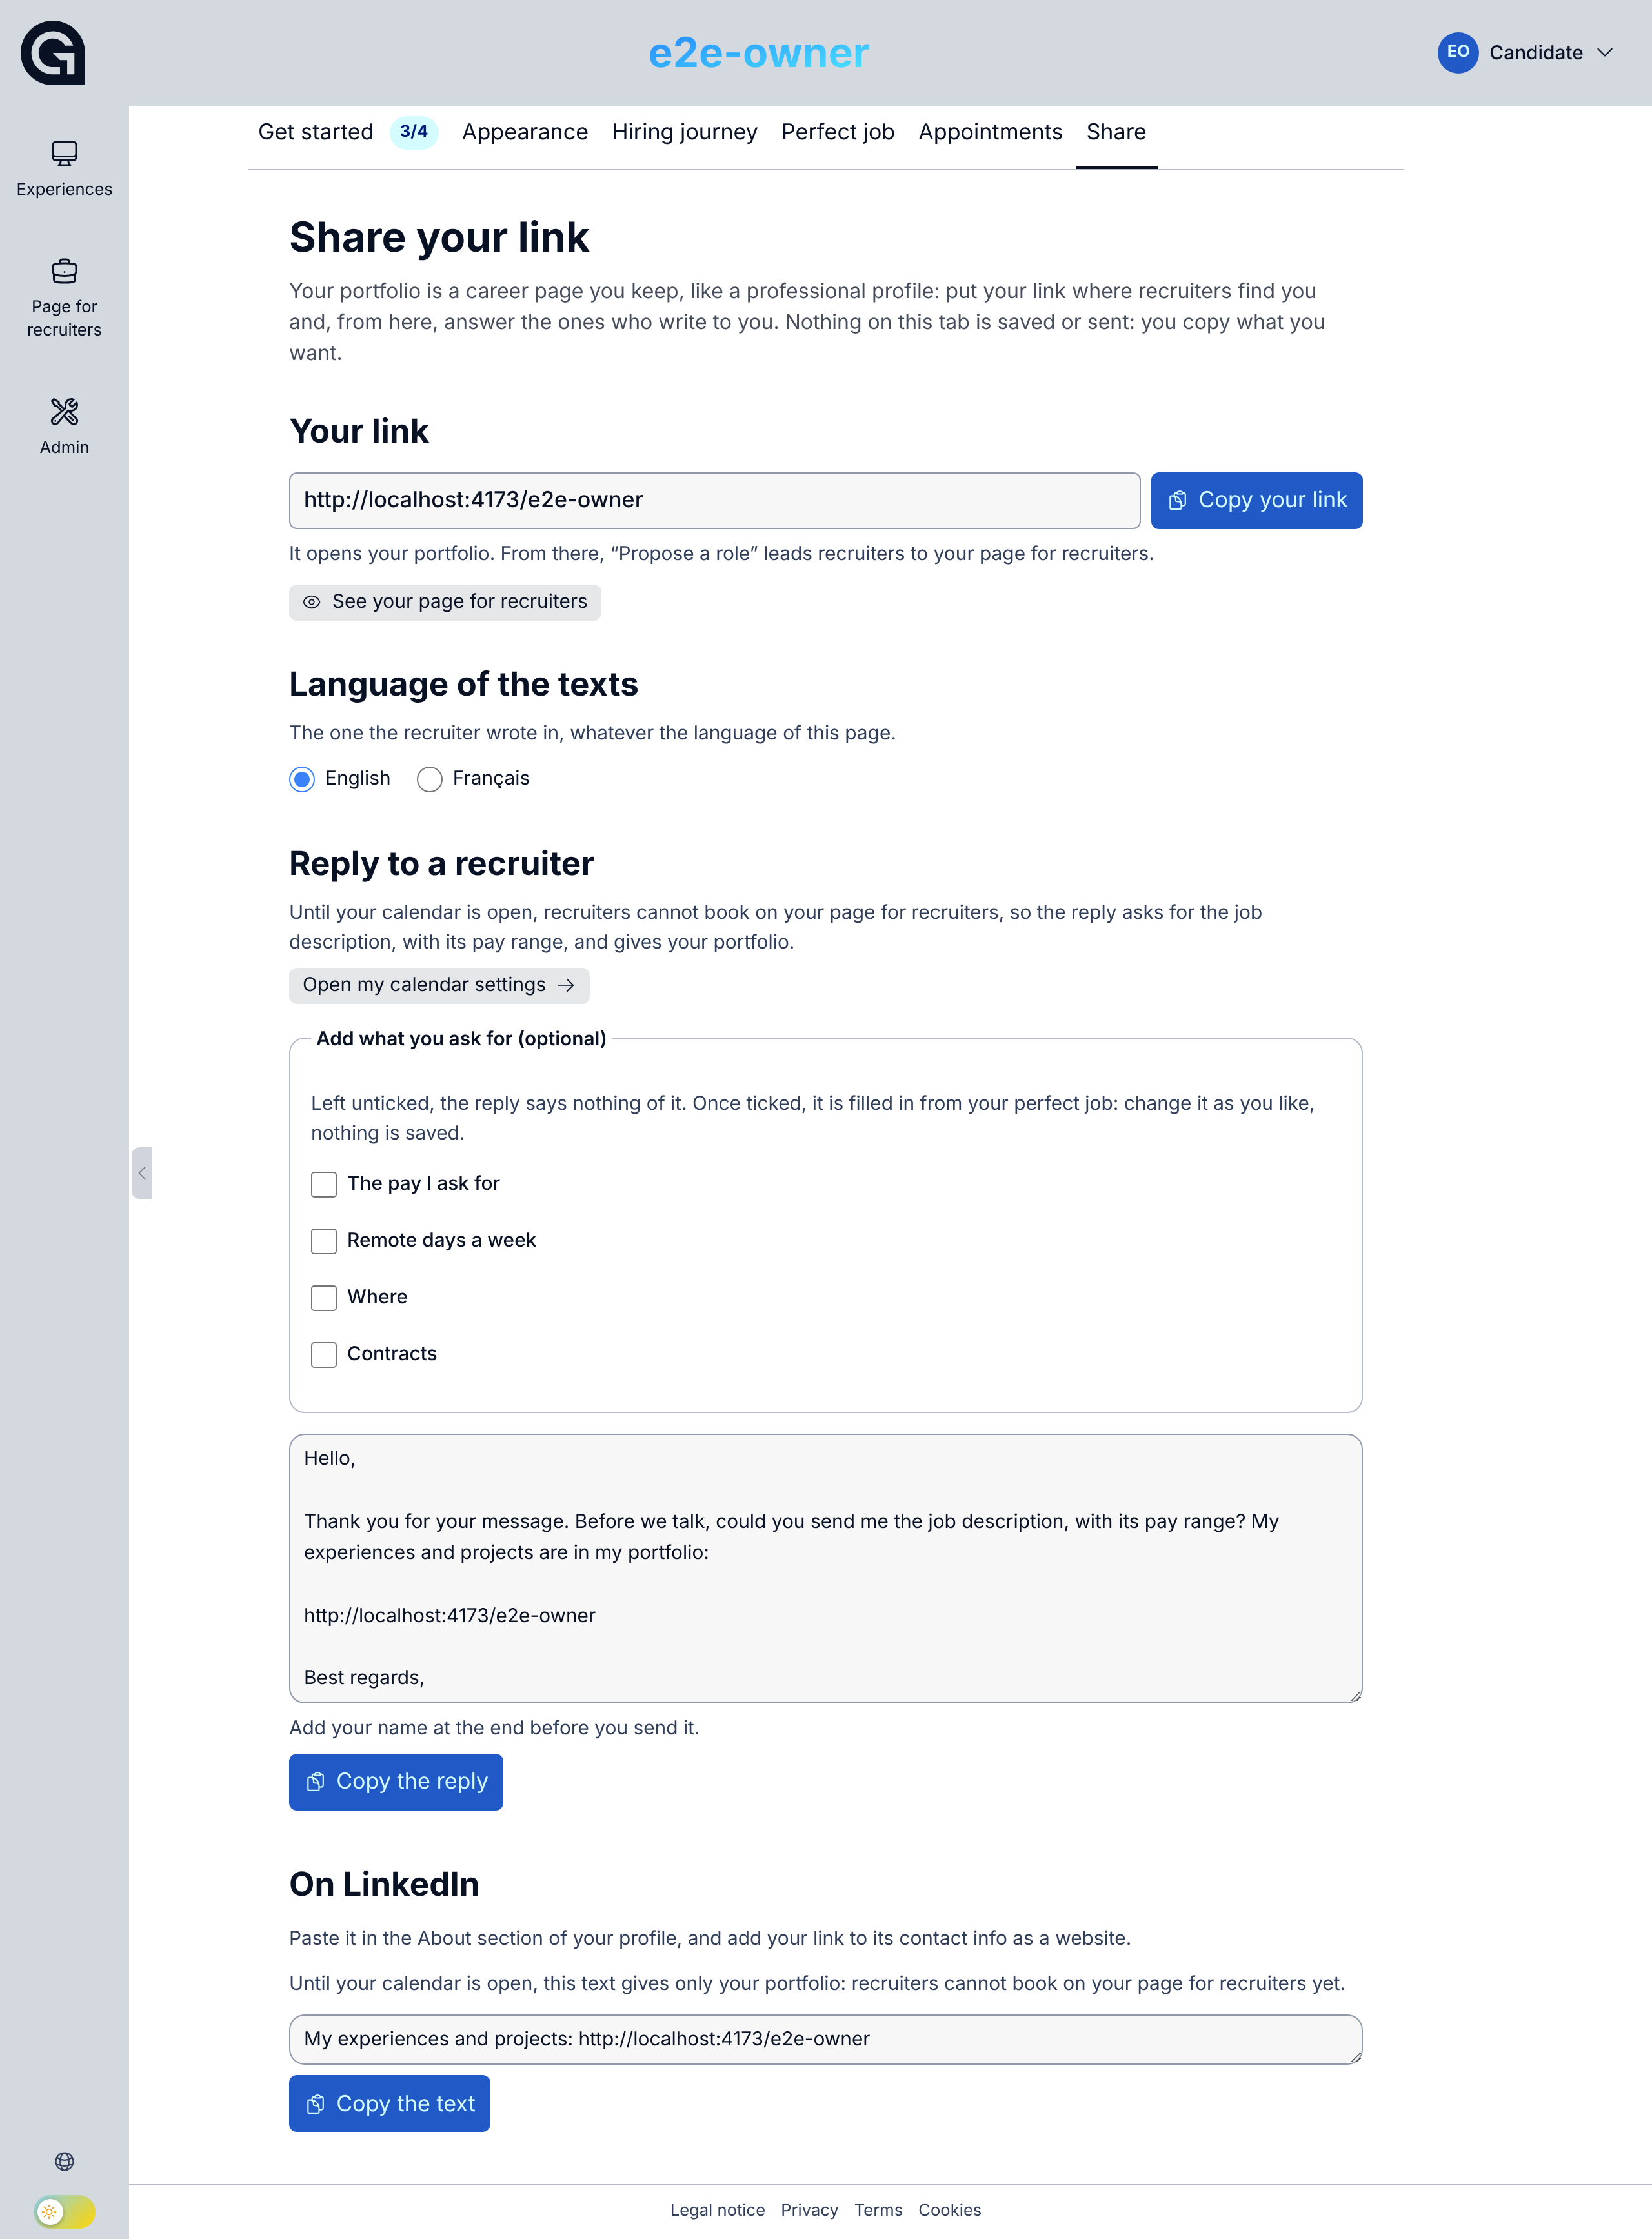 e2e-owner
EO Candidate
Experiences
Page for
recruiters
Admin
Get started 3/4 Appearance Hiring journey Perfect job Appointments Share
Share your link
Your portfolio is a career page you keep, like a professional profile: put your link where recruiters find you
and, from here, answer the ones who write to you. Nothing on this tab is saved or sent: you copy what you
want.
Your link
http://localhost:4173/e2e-owner
Copy your link
It opens your portfolio. From there, “Propose a role” leads recruiters to your page for recruiters.
See your page for recruiters
Language of the texts
The one the recruiter wrote in, whatever the language of this page.
English Français
Reply to a recruiter
Until your calendar is open, recruiters cannot book on your page for recruiters, so the reply asks for the job
description, with its pay range, and gives your portfolio.
Open my calendar settings →
Add what you ask for (optional)
Left unticked, the reply says nothing of it. Once ticked, it is filled in from your perfect job: change it as you like,
nothing is saved.
The pay I ask for
Remote days a week
Where
Contracts
Hello,
Thank you for your message. Before we talk, could you send me the job description, with its pay range? My
experiences and projects are in my portfolio:
http://localhost:4173/e2e-owner
Best regards,
Add your name at the end before you send it.
Copy the reply
On LinkedIn
Paste it in the About section of your profile, and add your link to its contact info as a website.
Until your calendar is open, this text gives only your portfolio: recruiters cannot book on your page for recruiters yet.
My experiences and projects: http://localhost:4173/e2e-owner
Copy the text
Legal notice Privacy Terms Cookies